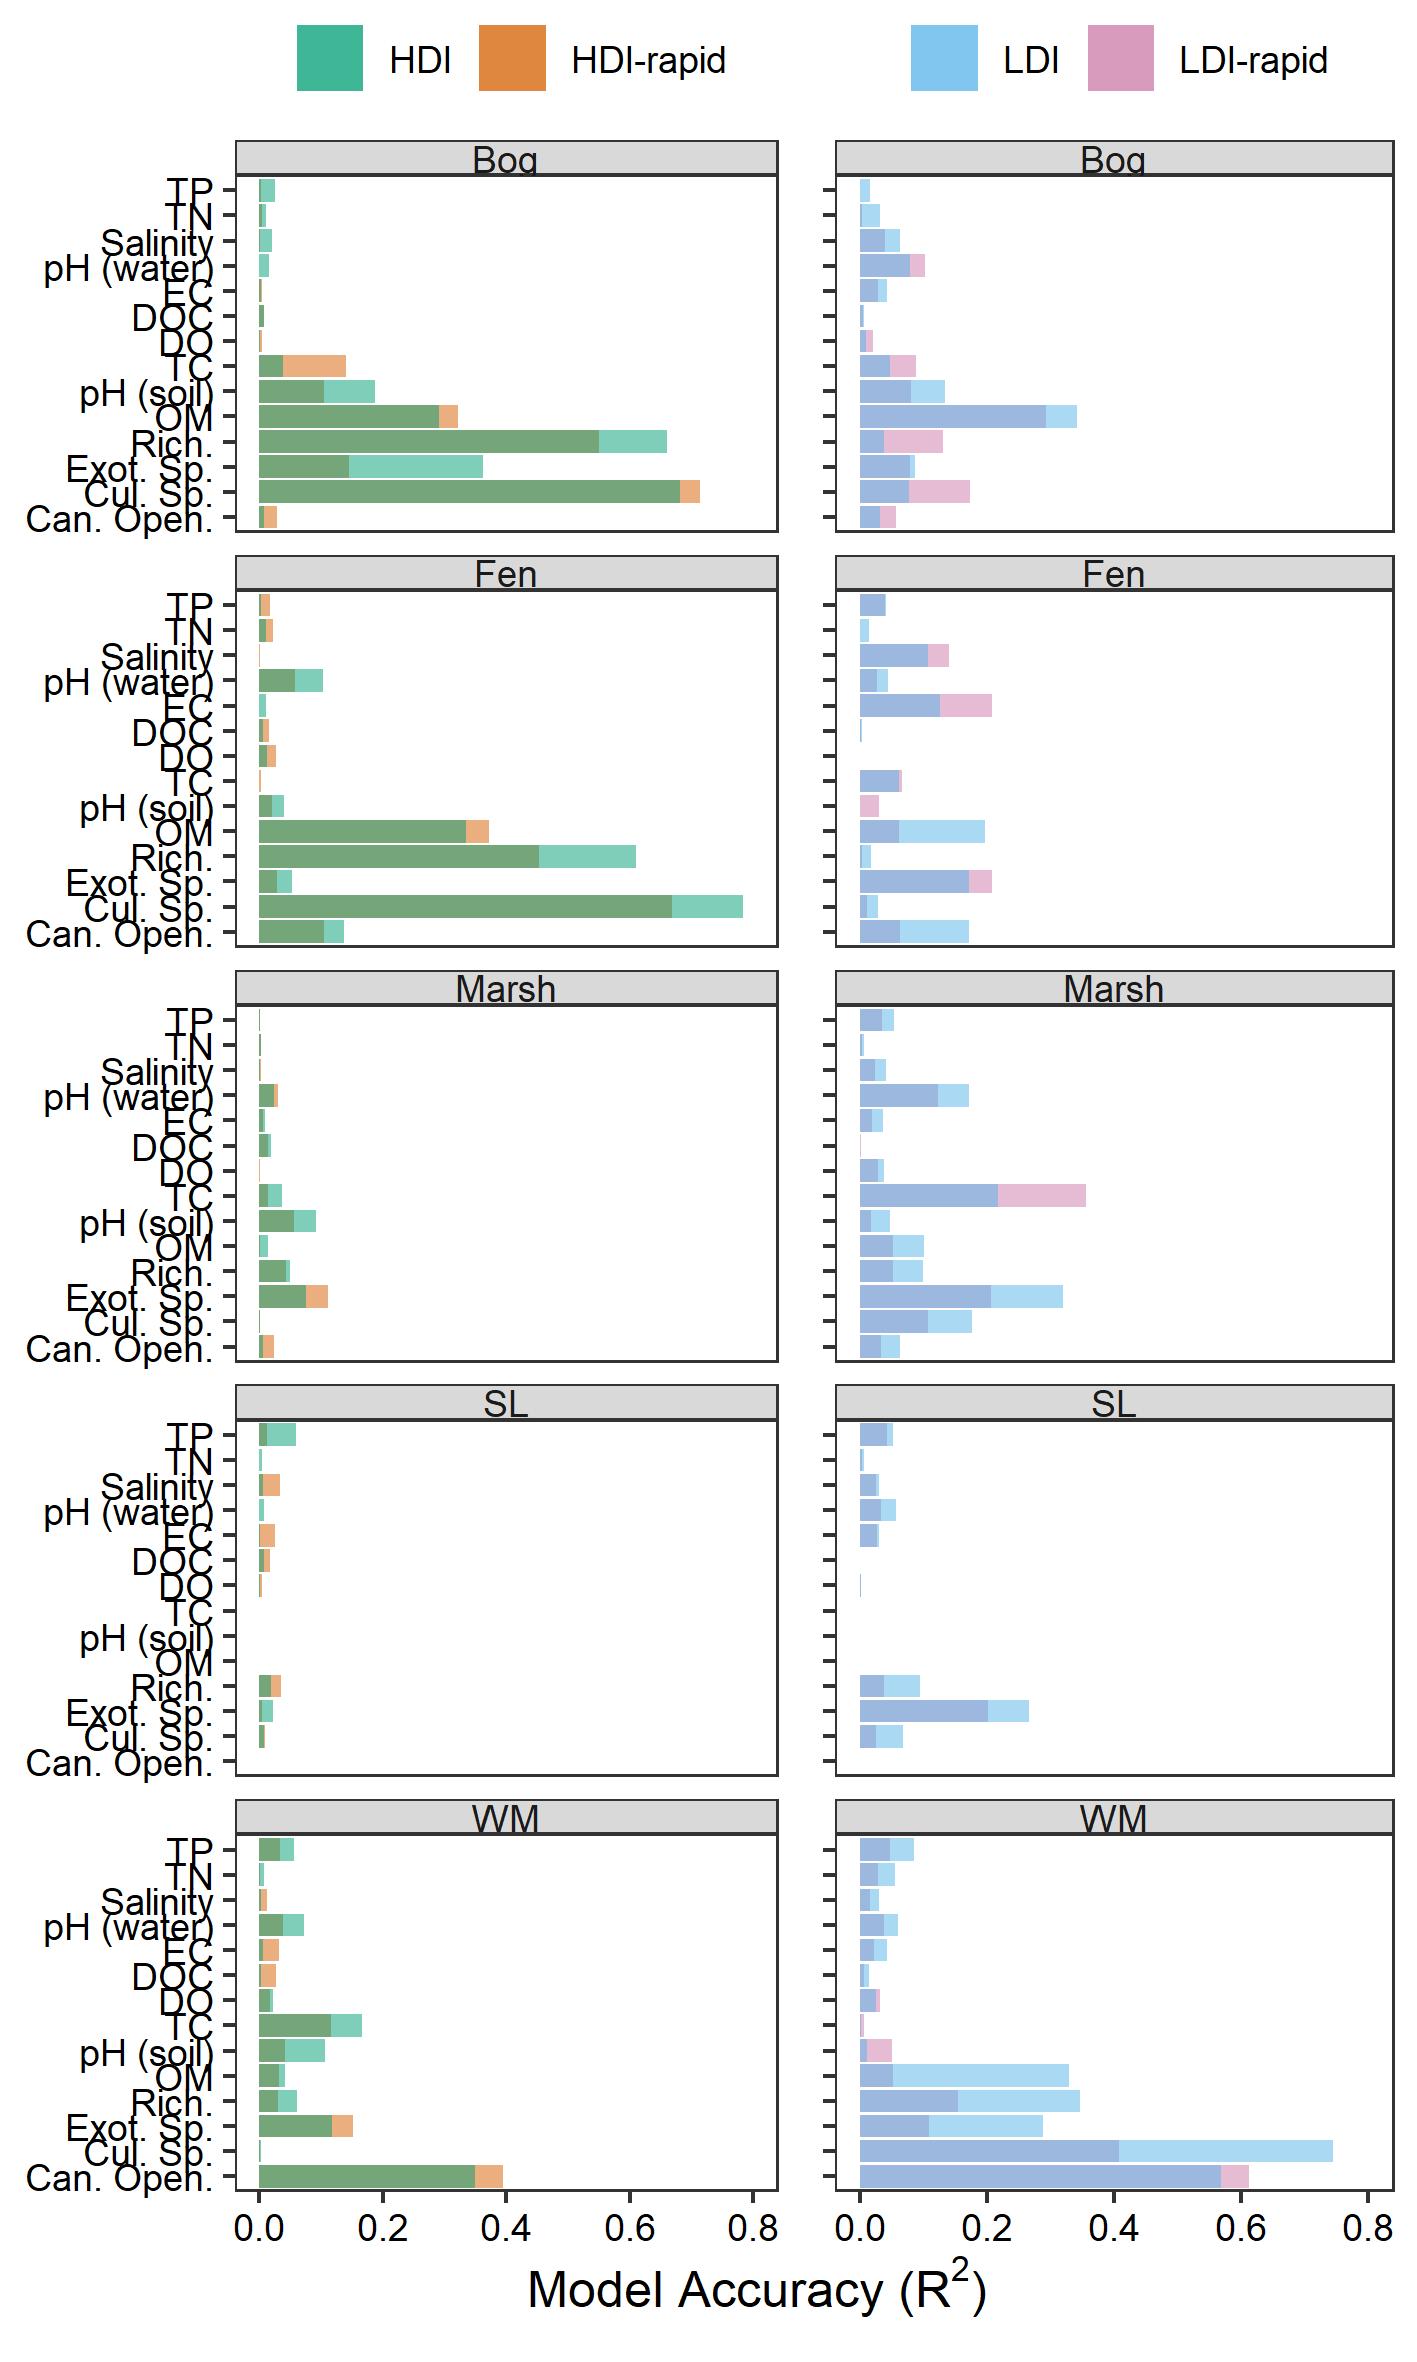 HDI HDI-rapid LDI LDI-rapid
Bog Bog
TP
TN
Salinity
pH (water)
EC
DOC
DO
TC
pH (soil)
OM
Rich.
Exot. Sp.
Cul. Sp.
Can. Open.
Fen Fen
TP
TN
Salinity
pH (water)
EC
DOC
DO
TC
pH (soil)
OM
Rich.
Exot. Sp.
Cul. Sp.
Can. Open.
Marsh Marsh
TP
TN
Salinity
pH (water)
EC
DOC
DO
TC
pH (soil)
OM
Rich.
Exot. Sp.
Cul. Sp.
Can. Open.
SL SL
TP
TN
Salinity
pH (water)
EC
DOC
DO
TC
pH (soil)
OM
Rich.
Exot. Sp.
Cul. Sp.
Can. Open.
WM WM
TP
TN
Salinity
pH (water)
EC
DOC
DO
TC
pH (soil)
OM
Rich.
Exot. Sp.
Cul. Sp.
Can. Open.
0.0 0.2 0.4 0.6 0.8 0.0 0.2 0.4 0.6 0.8
Model Accuracy (R²)